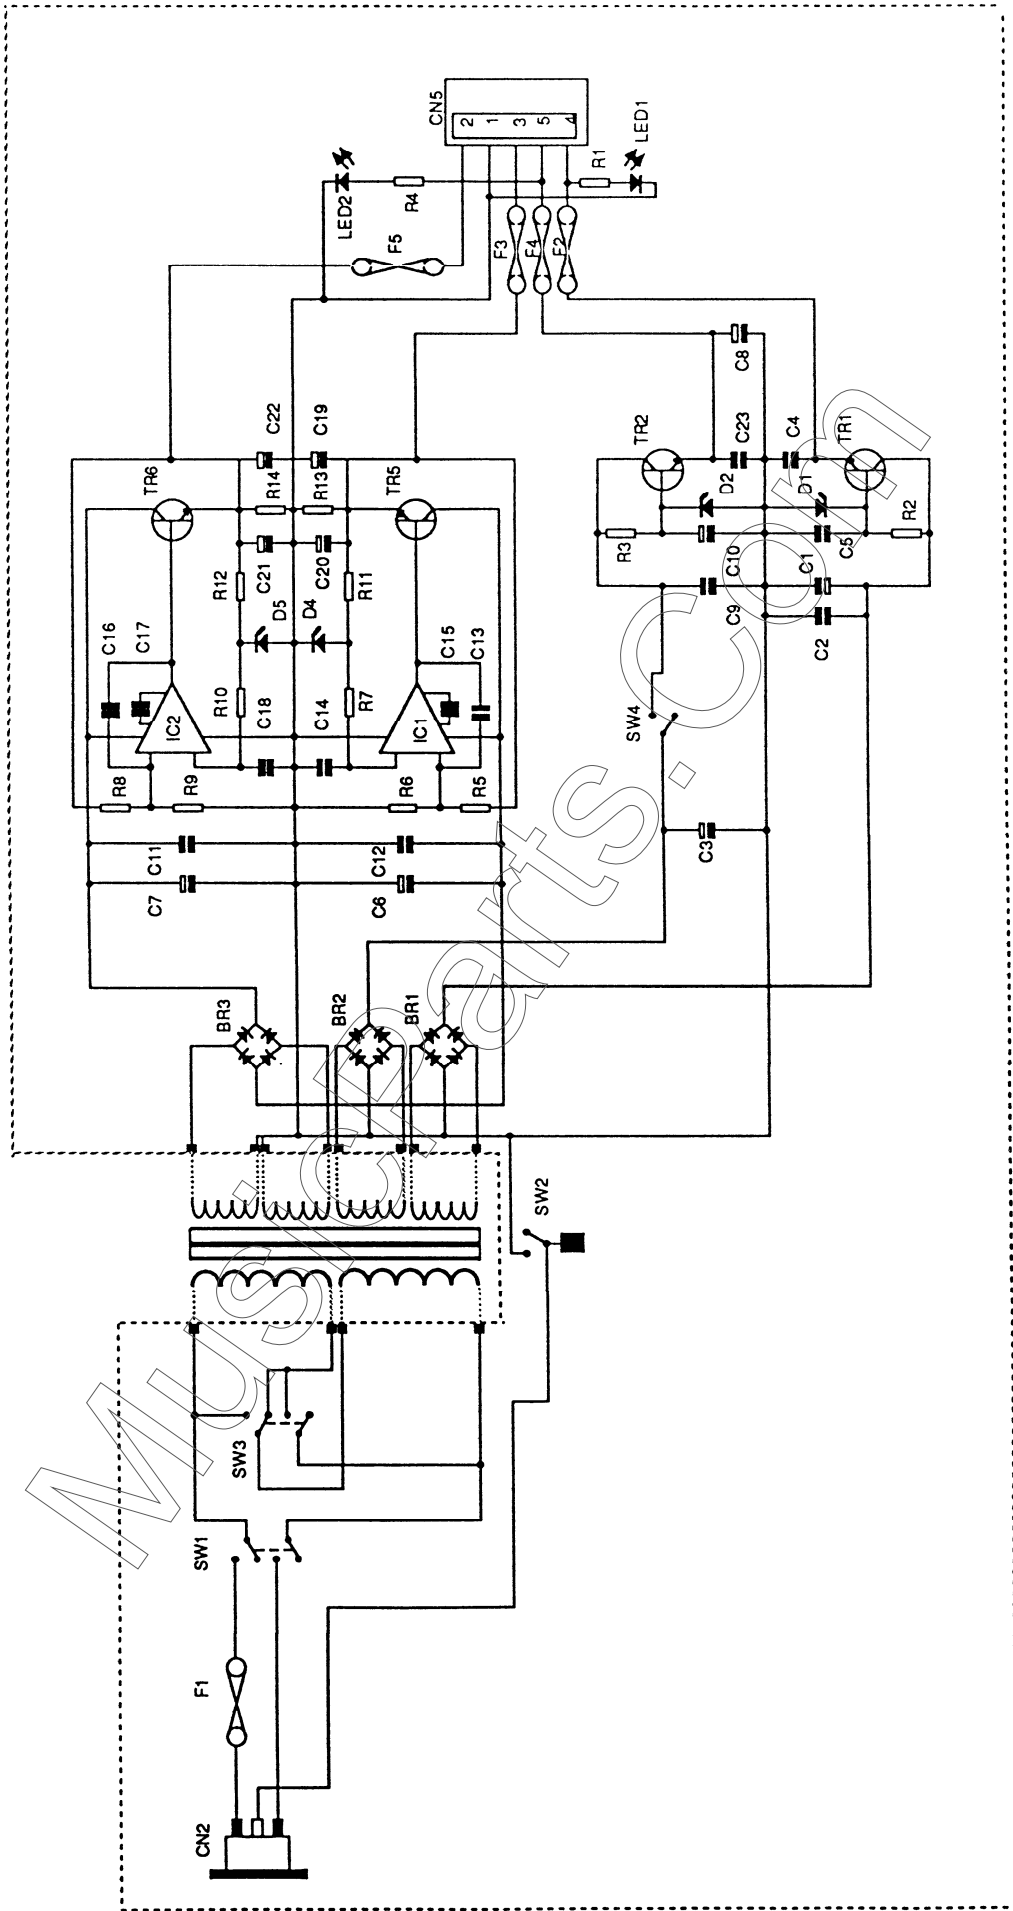 CN5
2
1
3
5
4
LED1
R1
LED2
R4
F5
F3
F4
F2
C8
C22
C19
TR6
R14
R13
TR5
TR2
C23
C4
TR1
D2
D1
R2
R3
C10
C1
C5
C9
C2
C21
C20
R12
R11
D5
D4
C16
C17
C15
C13
R10
C18
C14
R7
IC2
IC1
SW4
R8
R9
R6
R5
C11
C12
C3
C7
C6
BR3
BR2
BR1
SW2
SW3
SW1
F1
CN2
MusicParts.Com